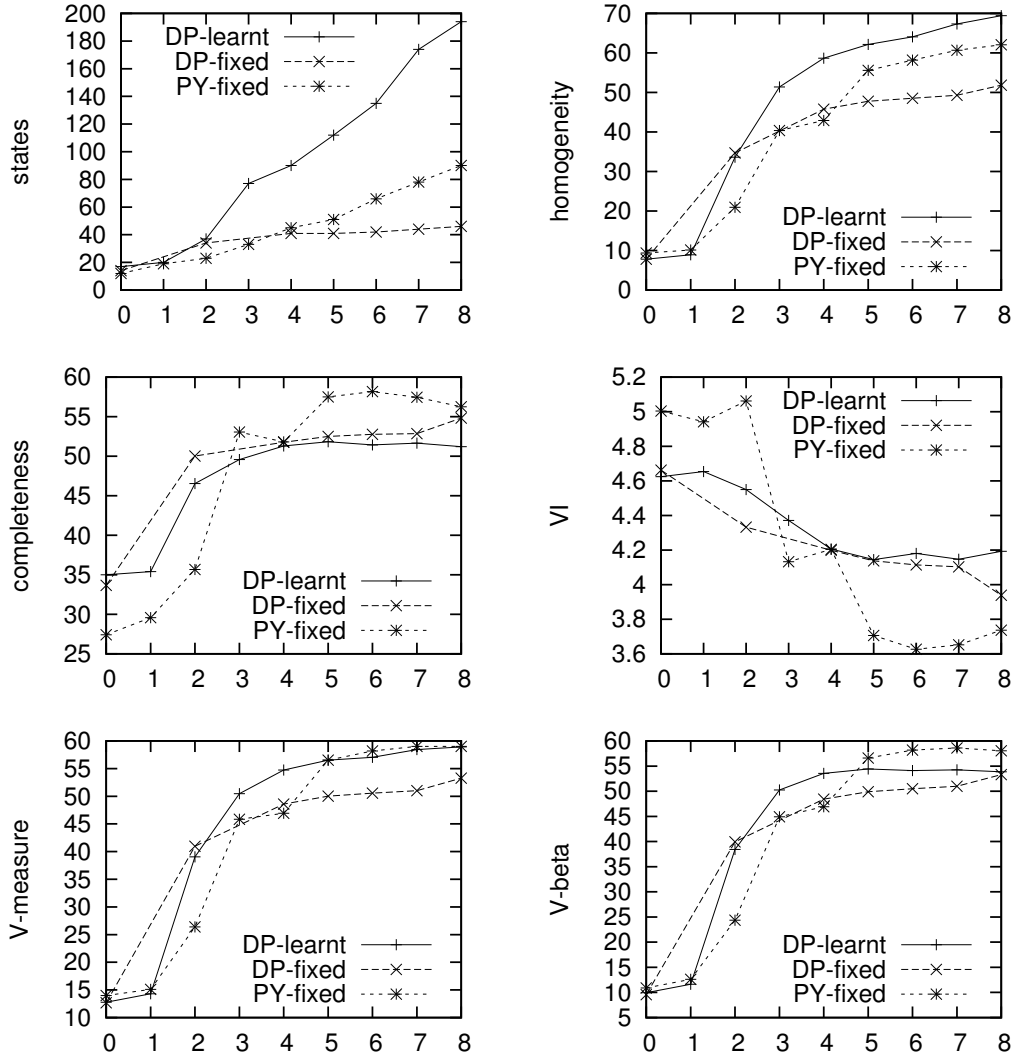 200
180
160
140
120
100
80
60
40
20
0
states
DP-learnt
DP-fixed
PY-fixed
0 1 2 3 4 5 6 7 8
70
60
50
40
30
20
10
0
homogeneity
DP-learnt
DP-fixed
PY-fixed
0 1 2 3 4 5 6 7 8
60
55
50
45
40
35
30
25
completeness
DP-learnt
DP-fixed
PY-fixed
0 1 2 3 4 5 6 7 8
5.2
5
4.8
4.6
4.4
4.2
4
3.8
3.6
VI
DP-learnt
DP-fixed
PY-fixed
0 1 2 3 4 5 6 7 8
60
55
50
45
40
35
30
25
20
15
10
V-measure
DP-learnt
DP-fixed
PY-fixed
0 1 2 3 4 5 6 7 8
60
55
50
45
40
35
30
25
20
15
10
5
V-beta
DP-learnt
DP-fixed
PY-fixed
0 1 2 3 4 5 6 7 8